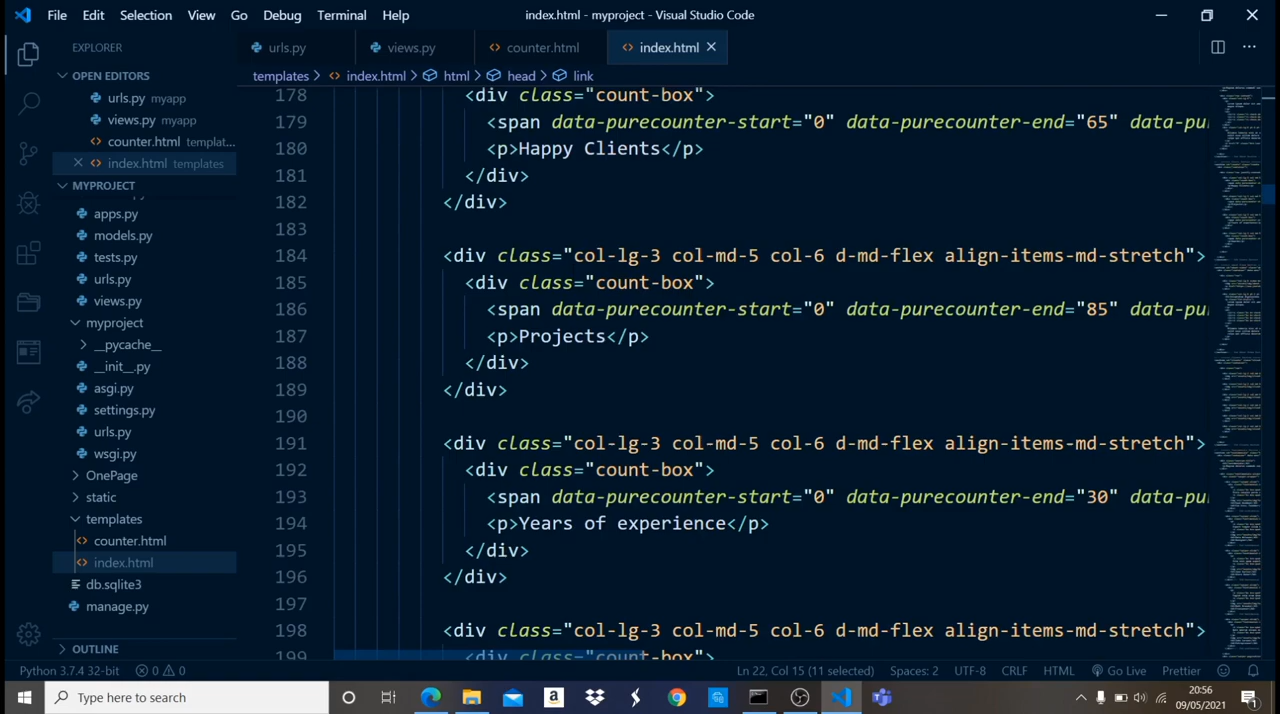 File Edit Selection View Go Debug Terminal Help
index.html - myproject - Visual Studio Code
EXPLORER
urls.py
views.py
counter.html
index.html
OPEN EDITORS
urls.py myapp
views.py myapp
counter.html templat...
index.html templates
MYPROJECT
apps.py
models.py
tests.py
urls.py
views.py
myproject
__pycache__
__init__.py
asgi.py
settings.py
urls.py
wsgi.py
OnePage
static
templates
counter.html
index.html
db.sqlite3
manage.py
OUTLINE
templates > index.html > html > head > link
178 <div class="count-box">
179 <span data-purecounter-start="0" data-purecounter-end="65" data-pu
180 <p>Happy Clients</p>
181 </div>
182 </div>
183
184 <div class="col-lg-3 col-md-5 col-6 d-md-flex align-items-md-stretch">
185 <div class="count-box">
186 <span data-purecounter-start="0" data-purecounter-end="85" data-pu
187 <p>Projects</p>
188 </div>
189 </div>
190
191 <div class="col-lg-3 col-md-5 col-6 d-md-flex align-items-md-stretch">
192 <div class="count-box">
193 <span data-purecounter-start="0" data-purecounter-end="30" data-pu
194 <p>Years of experience</p>
195 </div>
196 </div>
197
198 <div class="col-lg-3 col-md-5 col-6 d-md-flex align-items-md-stretch">
199 <div class="count-box">
Python 3.7.4 32-bit 0 0 Ln 22, Col 15 (11 selected) Spaces: 2 UTF-8 CRLF HTML Go Live Prettier
Type here to search
20:56
09/05/2021
1